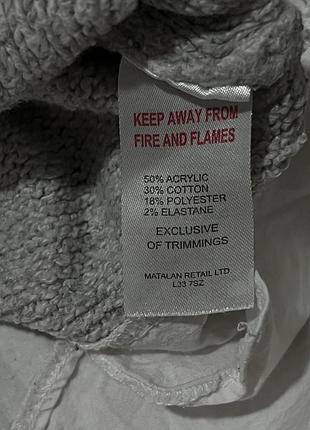 KEEP AWAY FROM
FIRE AND FLAMES
50% ACRYLIC
30% COTTON
18% POLYESTER
2% ELASTANE
EXCLUSIVE
OF TRIMMINGS
MATALAN RETAIL LTD
L33 7SZ